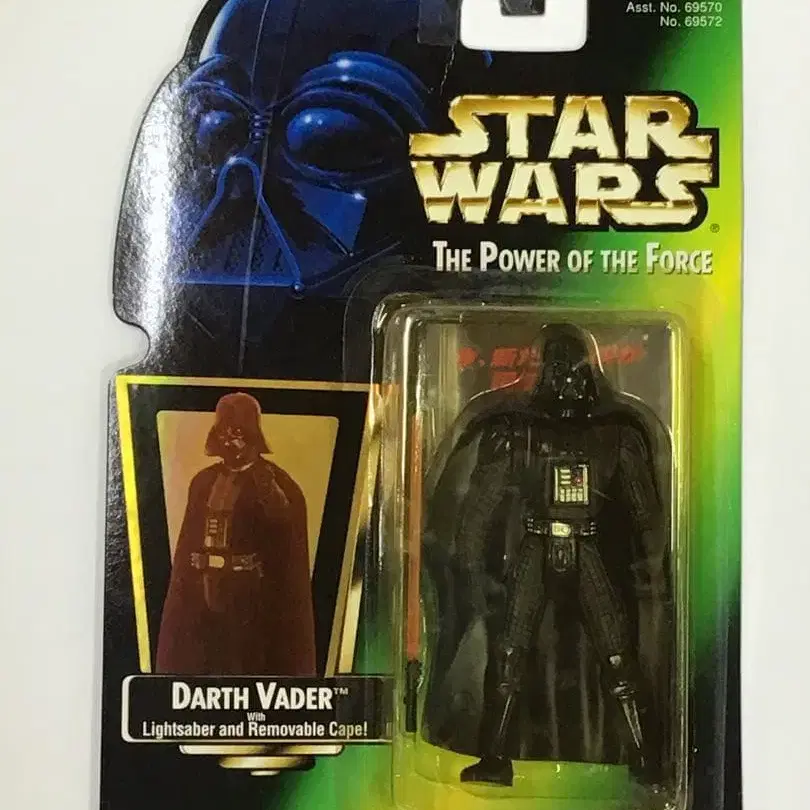 Asst. No. 69570
No. 69572
STAR
WARS®
THE POWER OF THE FORCE
DARTH VADER™
With
Lightsaber and Removable Cape!